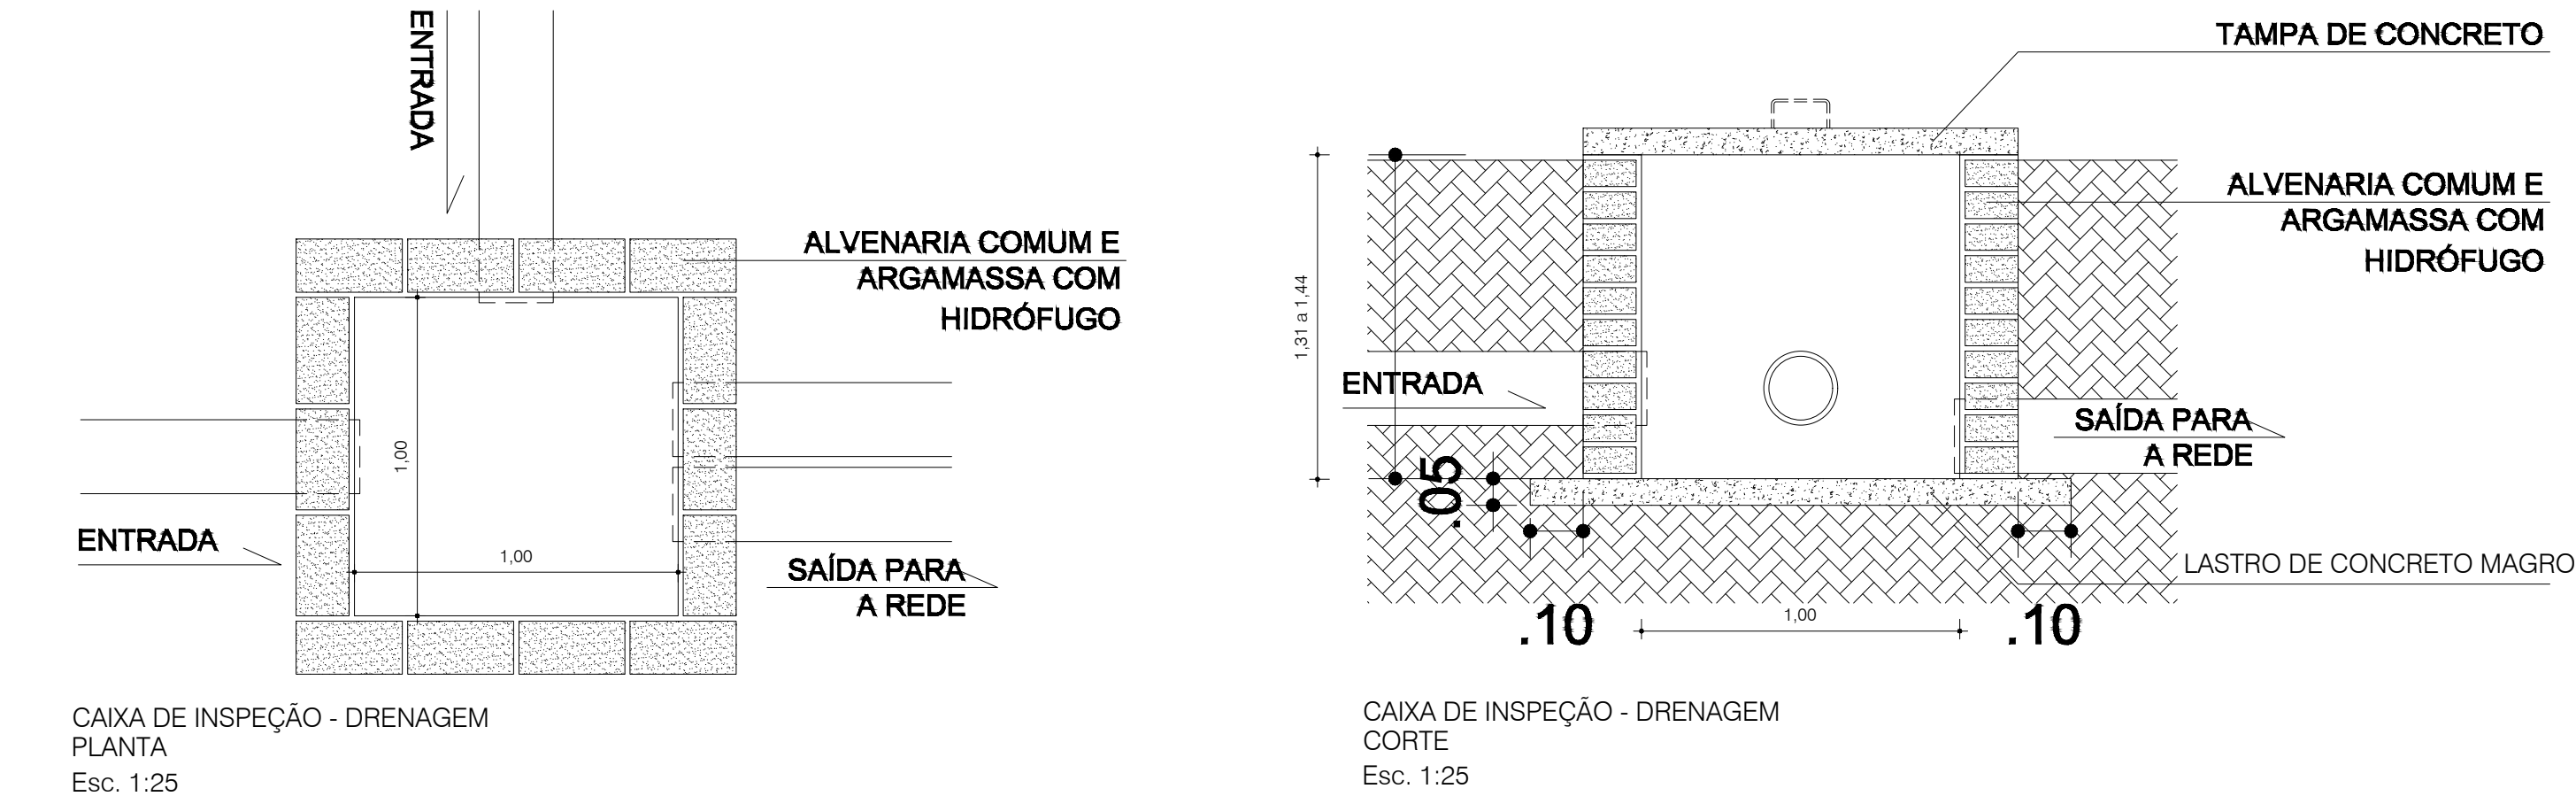 ENTRADA
ALVENARIA COMUM E
ARGAMASSA COM
HIDRÓFUGO
1,00
1,00
ENTRADA
SAÍDA PARA
A REDE
CAIXA DE INSPEÇÃO - DRENAGEM
PLANTA
Esc. 1:25
TAMPA DE CONCRETO
ALVENARIA COMUM E
ARGAMASSA COM
HIDRÓFUGO
1,31 a 1,44
ENTRADA
SAÍDA PARA
A REDE
.05
LASTRO DE CONCRETO MAGRO
.10
1,00
.10
CAIXA DE INSPEÇÃO - DRENAGEM
CORTE
Esc. 1:25